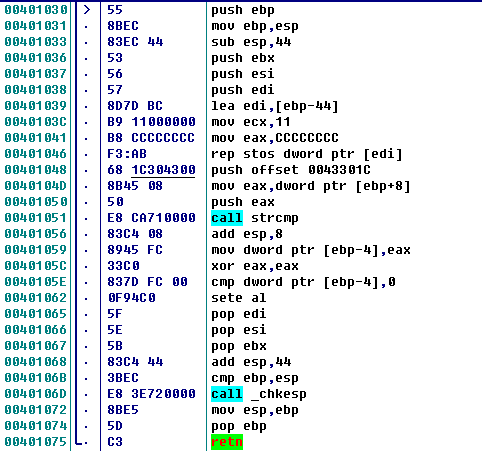 00401030 > 55 push ebp
00401031 · 8BEC mov ebp,esp
00401033 · 83EC 44 sub esp,44
00401036 · 53 push ebx
00401037 · 56 push esi
00401038 · 57 push edi
00401039 · 8D7D BC lea edi,[ebp-44]
0040103C · B9 11000000 mov ecx,11
00401041 · B8 CCCCCCCC mov eax,CCCCCCCC
00401046 · F3:AB rep stos dword ptr [edi]
00401048 · 68 1C304300 push offset 0043301C
0040104D · 8B45 08 mov eax,dword ptr [ebp+8]
00401050 · 50 push eax
00401051 · E8 CA710000 call strcmp
00401056 · 83C4 08 add esp,8
00401059 · 8945 FC mov dword ptr [ebp-4],eax
0040105C · 33C0 xor eax,eax
0040105E · 837D FC 00 cmp dword ptr [ebp-4],0
00401062 · 0F94C0 sete al
00401065 · 5F pop edi
00401066 · 5E pop esi
00401067 · 5B pop ebx
00401068 · 83C4 44 add esp,44
0040106B · 3BEC cmp ebp,esp
0040106D · E8 3E720000 call _chkesp
00401072 · 8BE5 mov esp,ebp
00401074 · 5D pop ebp
00401075 · C3 retn